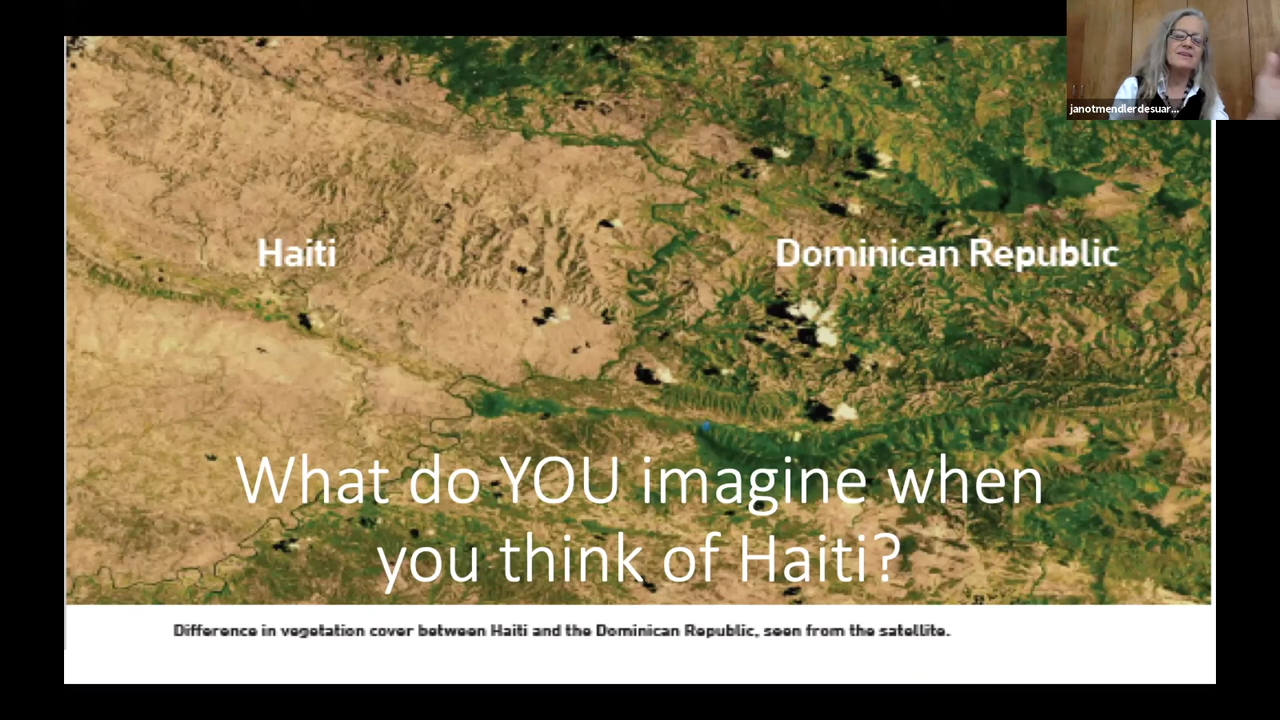 janotmendlerdesuar...
Haiti
Dominican Republic
What do YOU imagine when
you think of Haiti?
Difference in vegetation cover between Haiti and the Dominican Republic, seen from the satellite.